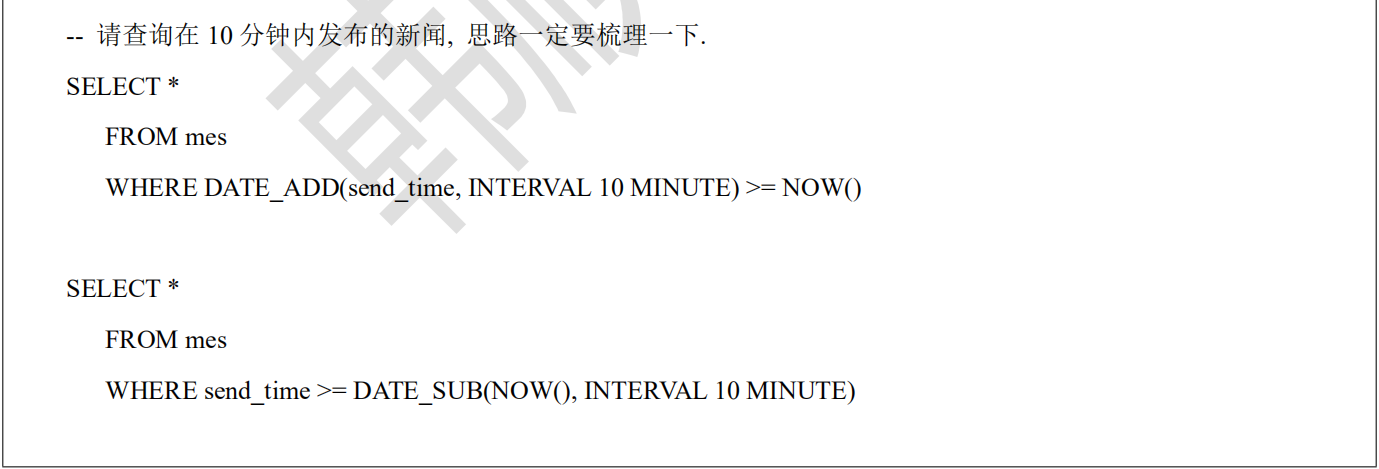 -- 请查询在 10 分钟内发布的新闻, 思路一定要梳理一下.
SELECT *
FROM mes
WHERE DATE_ADD(send_time, INTERVAL 10 MINUTE) >= NOW()
SELECT *
FROM mes
WHERE send_time >= DATE_SUB(NOW(), INTERVAL 10 MINUTE)
韩